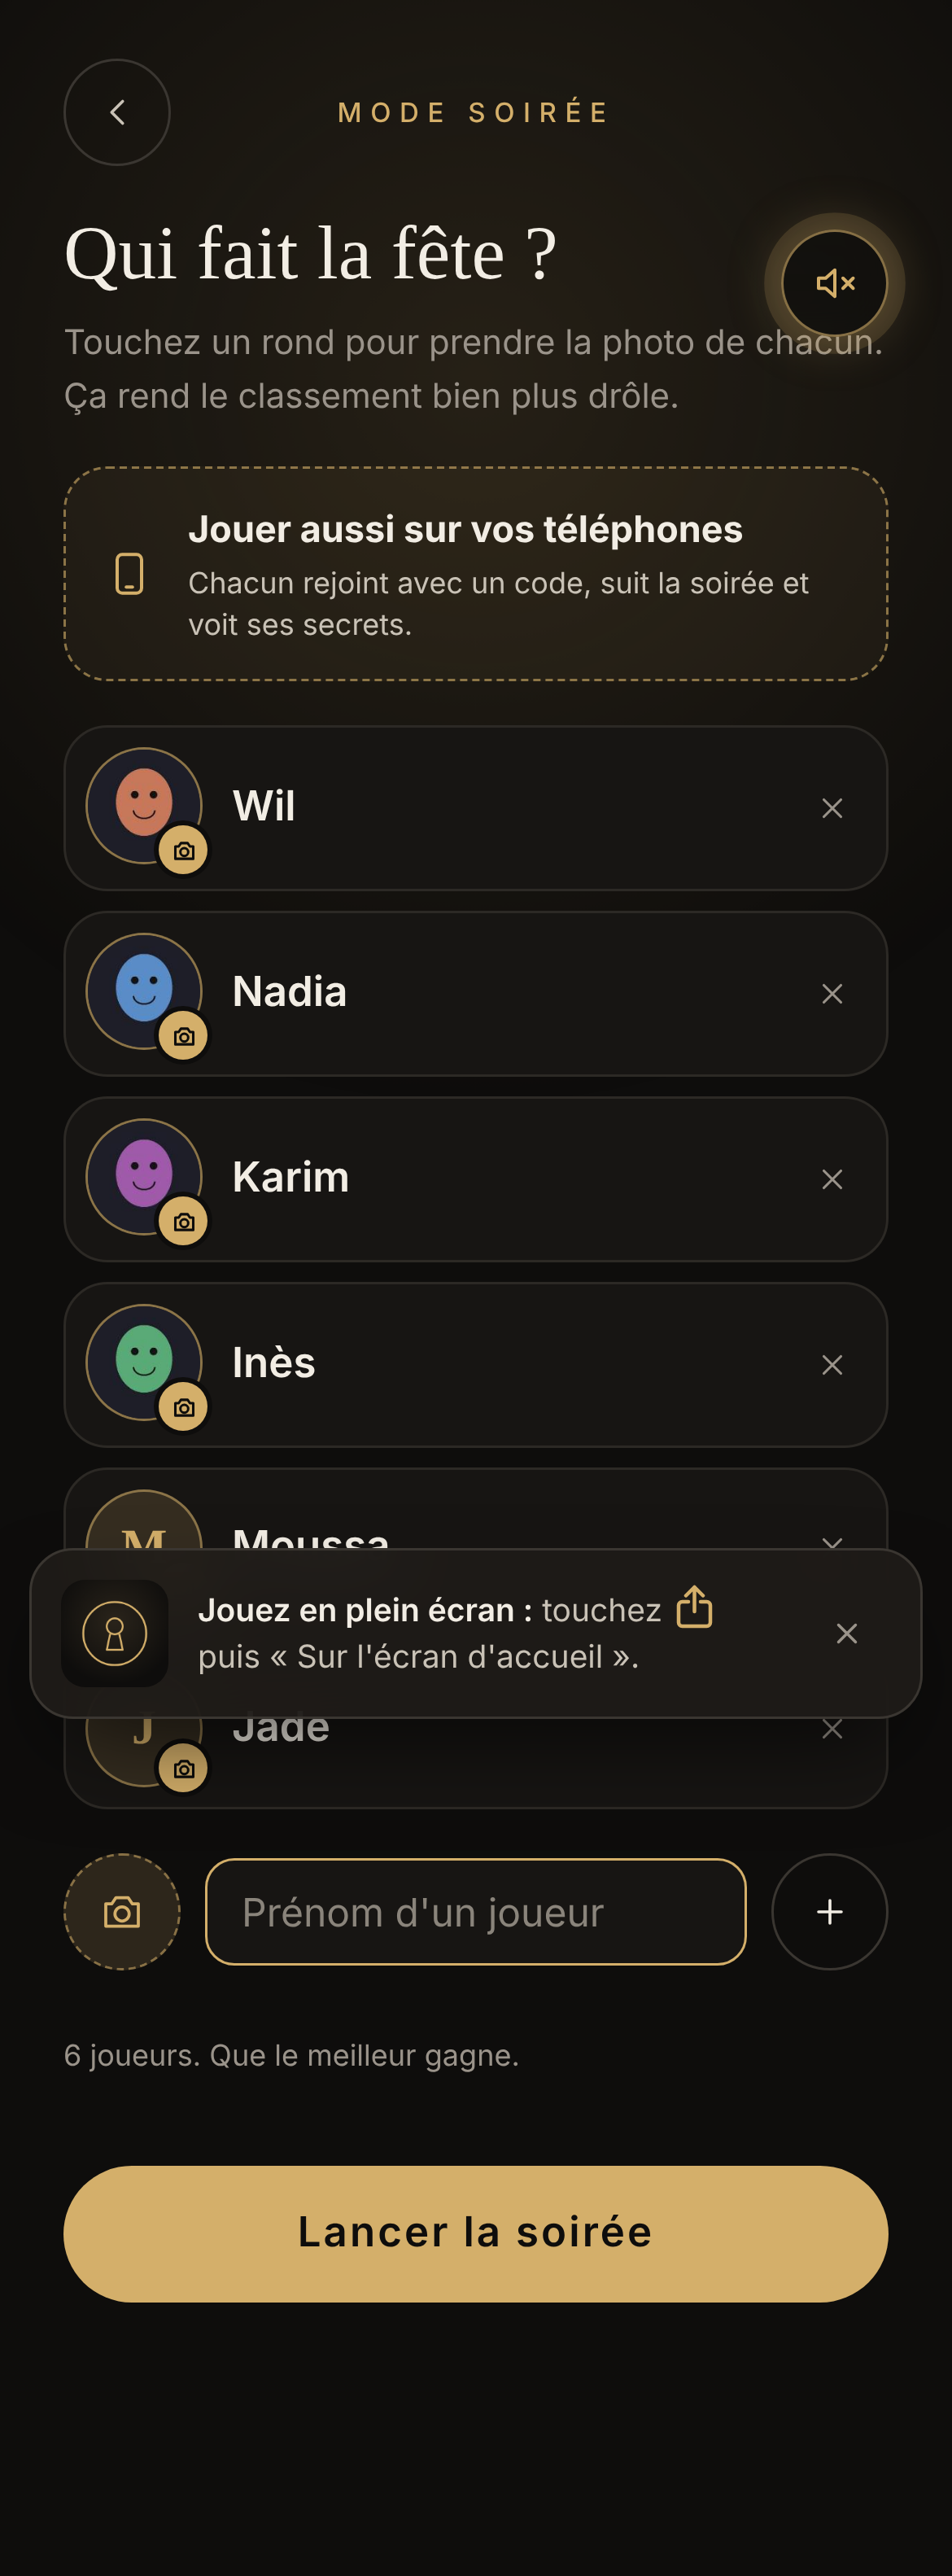 MODE SOIRÉE
Qui fait la fête ?
Touchez un rond pour prendre la photo de chacun.
Ça rend le classement bien plus drôle.
Jouer aussi sur vos téléphones
Chacun rejoint avec un code, suit la soirée et
voit ses secrets.
Wil
Nadia
Karim
Inès
M Moussa
Jouez en plein écran : touchez
puis « Sur l'écran d'accueil ».
J Jade
Prénom d'un joueur
6 joueurs. Que le meilleur gagne.
Lancer la soirée